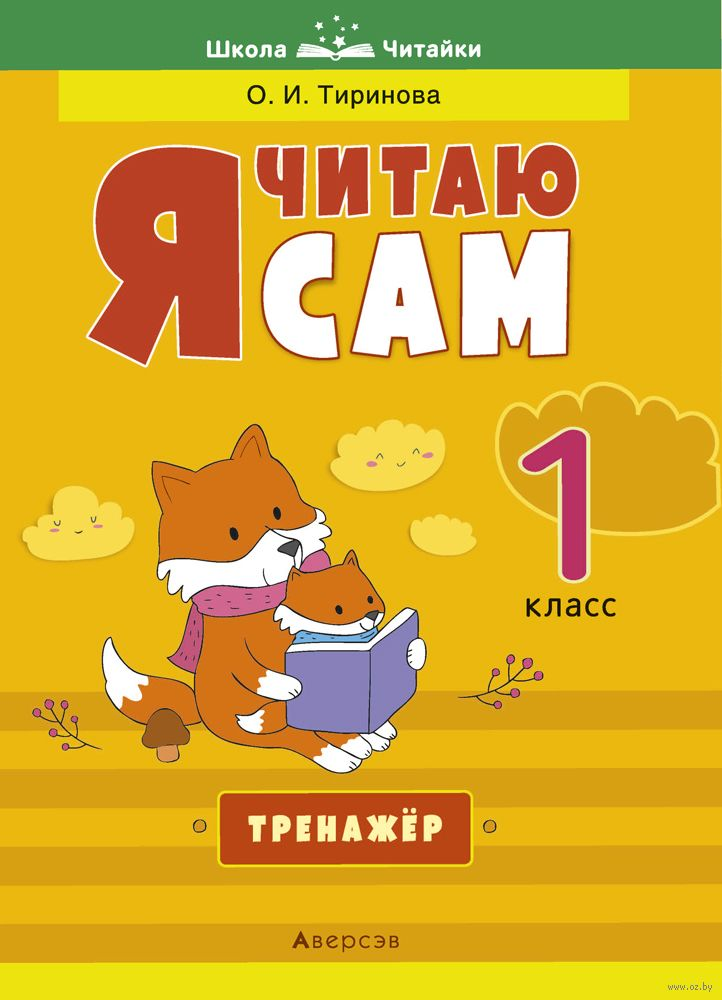 Школа Читайки
О. И. Тиринова
Я ЧИТАЮ
САМ
1
класс
ТРЕНАЖЁР
Аверсэв
www.oz.by